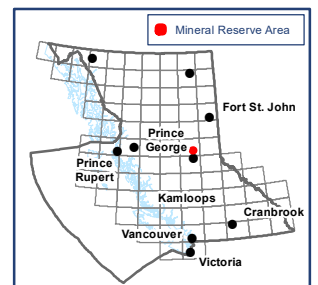 Mineral Reserve Area
Fort St. John
Prince
George
Prince
Rupert
Kamloops
Cranbrook
Vancouver
Victoria